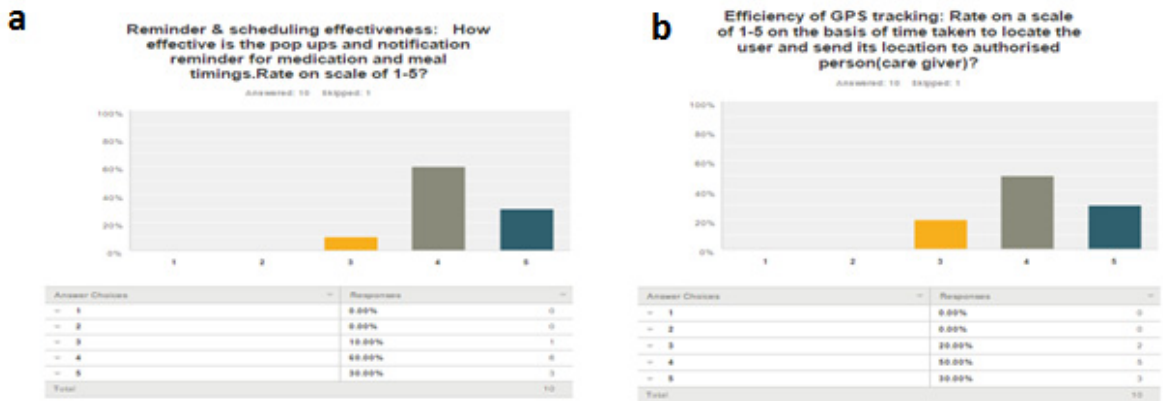 a
Reminder & scheduling effectiveness: How
effective is the pop ups and notification
reminder for medication and meal
timings.Rate on scale of 1-5?
Answered: 10 Skipped: 1
100%
80%
60%
40%
20%
0%
1 2 3 4 5
Answer Choices Responses
1 0.00% 0
2 0.00% 0
3 10.00% 1
4 60.00% 6
5 30.00% 3
Total 10
b
Efficiency of GPS tracking: Rate on a scale
of 1-5 on the basis of time taken to locate the
user and send its location to authorised
person(care giver)?
Answered: 10 Skipped: 1
100%
80%
60%
40%
20%
0%
1 2 3 4 5
Answer Choices Responses
1 0.00% 0
2 0.00% 0
3 20.00% 2
4 50.00% 5
5 30.00% 3
Total 10